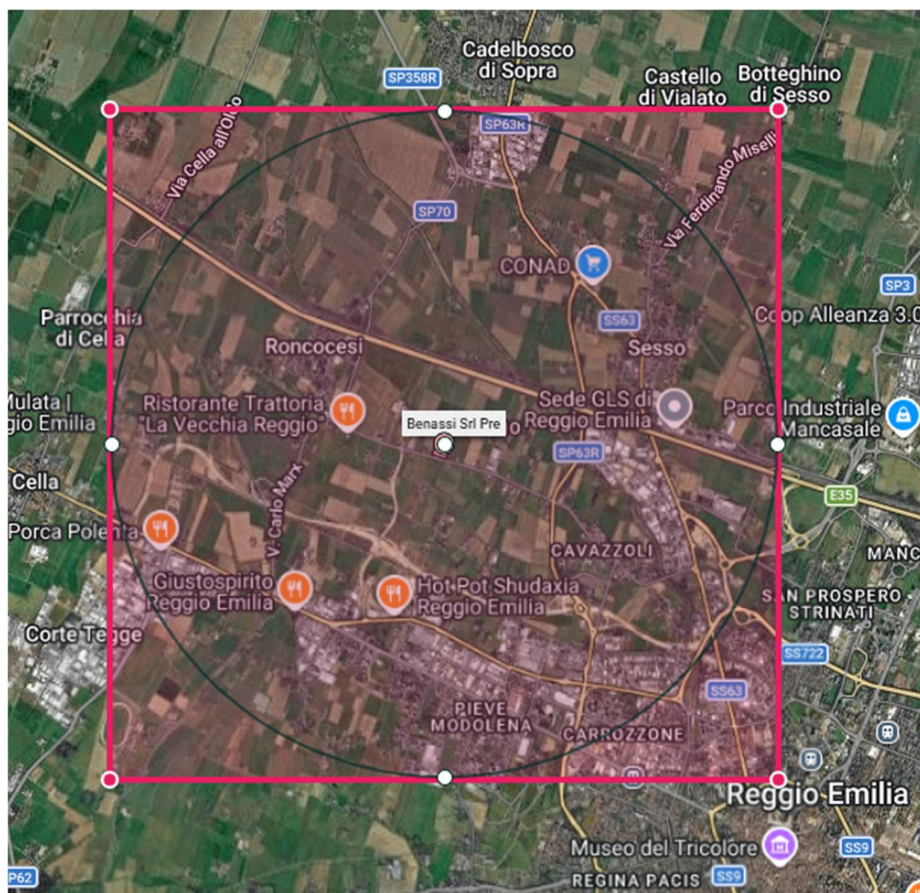 Cadelbosco
di Sopra
SP358R
Castello
di Vialato
Botteghino
di Sesso
SP63R
Via Cella all'Oldo
Via Ferdinando Miselli
SP70
CONAD
SP3
Parrocchia
di Cella
SS63
Coop Alleanza 3.0
Roncocesi
Sesso
Ristorante Trattoria
"La Vecchia Reggio"
Benassi Srl Pre
o
Sede GLS di
Reggio Emilia
Parco Industriale
Mancasale
Mulata |
gio Emilia
SP63R
Cella
V. Carlo Marx
E35
Porca Polenta
CAVAZZOLI
MANC
Giustospirito
Reggio Emilia
Hot Pot Shudaxia
Reggio Emilia
SAN PROSPERO
STRINATI
Corte Tegge
SS722
SS63
PIEVE
MODOLENA
CARROZZONE
Reggio Emilia
Museo del Tricolore
SS9
P62
REGINA PACIS
SS9